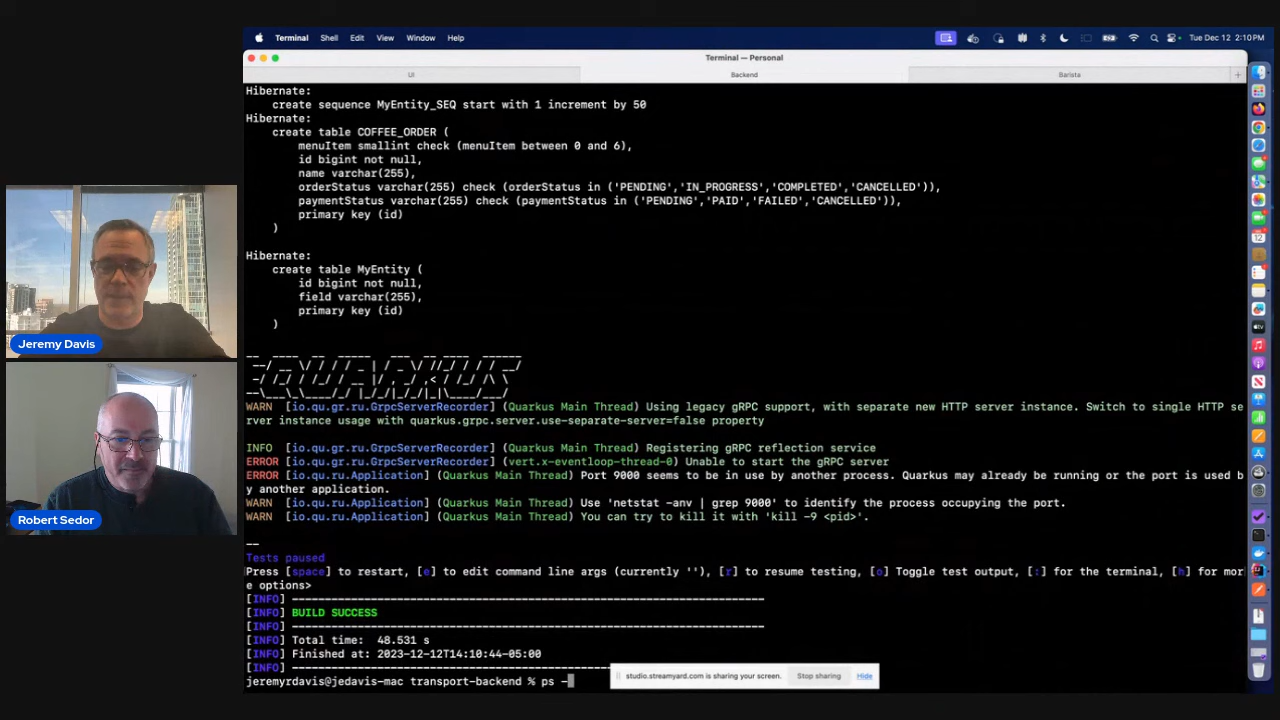 Terminal Shell Edit View Window Help
Tue Dec 12 2:10PM
Terminal — Personal
UI
Backend
Barista
Hibernate:
create sequence MyEntity_SEQ start with 1 increment by 50
Hibernate:
create table COFFEE_ORDER (
menuItem smallint check (menuItem between 0 and 6),
id bigint not null,
name varchar(255),
orderStatus varchar(255) check (orderStatus in ('PENDING','IN_PROGRESS','COMPLETED','CANCELLED')),
paymentStatus varchar(255) check (paymentStatus in ('PENDING','PAID','FAILED','CANCELLED')),
primary key (id)
)
Hibernate:
create table MyEntity (
id bigint not null,
field varchar(255),
primary key (id)
)
QUARKUS
WARN [io.qu.gr.ru.GrpcServerRecorder] (Quarkus Main Thread) Using legacy gRPC support, with separate new HTTP server instance. Switch to single HTTP se
rver instance usage with quarkus.grpc.server.use-separate-server=false property
INFO [io.qu.gr.ru.GrpcServerRecorder] (Quarkus Main Thread) Registering gRPC reflection service
ERROR [io.qu.gr.ru.GrpcServerRecorder] (vert.x-eventloop-thread-0) Unable to start the gRPC server
ERROR [io.qu.ru.Application] (Quarkus Main Thread) Port 9000 seems to be in use by another process. Quarkus may already be running or the port is used b
y another application.
WARN [io.qu.ru.Application] (Quarkus Main Thread) Use 'netstat -anv | grep 9000' to identify the process occupying the port.
WARN [io.qu.ru.Application] (Quarkus Main Thread) You can try to kill it with 'kill -9 <pid>'.
--
Tests paused
Press [space] to restart, [e] to edit command line args (currently ''), [r] to resume testing, [o] Toggle test output, [:] for the terminal, [h] for mor
e options>
[INFO] ------------------------------------------------------------------------
[INFO] BUILD SUCCESS
[INFO] ------------------------------------------------------------------------
[INFO] Total time: 48.531 s
[INFO] Finished at: 2023-12-12T14:10:44-05:00
[INFO] ------------------------------------------------------------------------
jeremyrdavis@jedavis-mac transport-backend % ps -
studio.streamyard.com is sharing your screen. Stop sharing Hide
Jeremy Davis
Robert Sedor